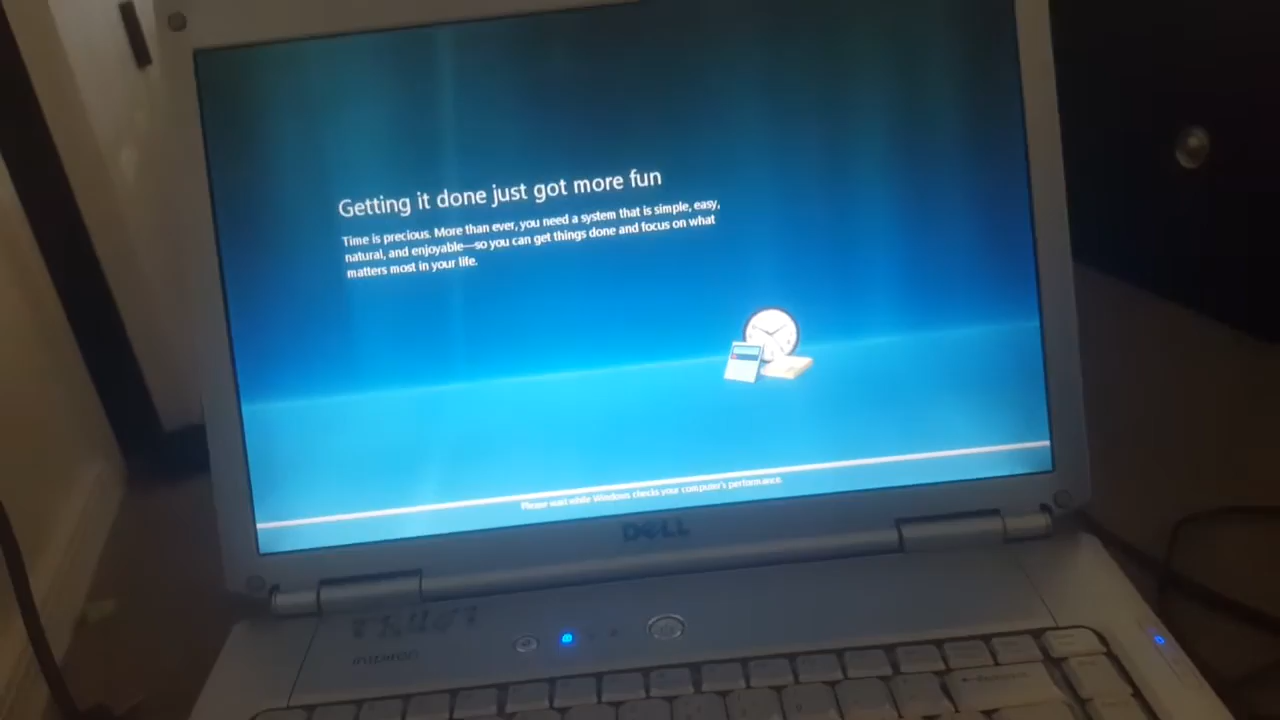 Getting it done just got more fun
Time is precious. More than ever, you need a system that is simple, easy,
natural, and enjoyable—so you can get things done and focus on what
matters most in your life.
Please wait while Windows checks your computer's performance.
DELL
inspiron